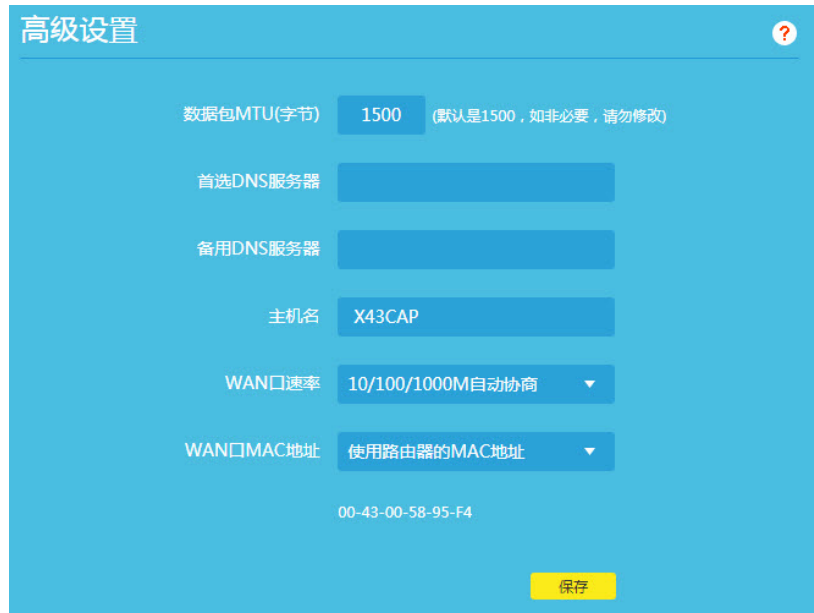 高级设置
?
数据包MTU(字节) 1500 (默认是1500，如非必要，请勿修改)
首选DNS服务器
备用DNS服务器
主机名 X43CAP
WAN口速率 10/100/1000M自动协商
WAN口MAC地址 使用路由器的MAC地址
00-43-00-58-95-F4
保存